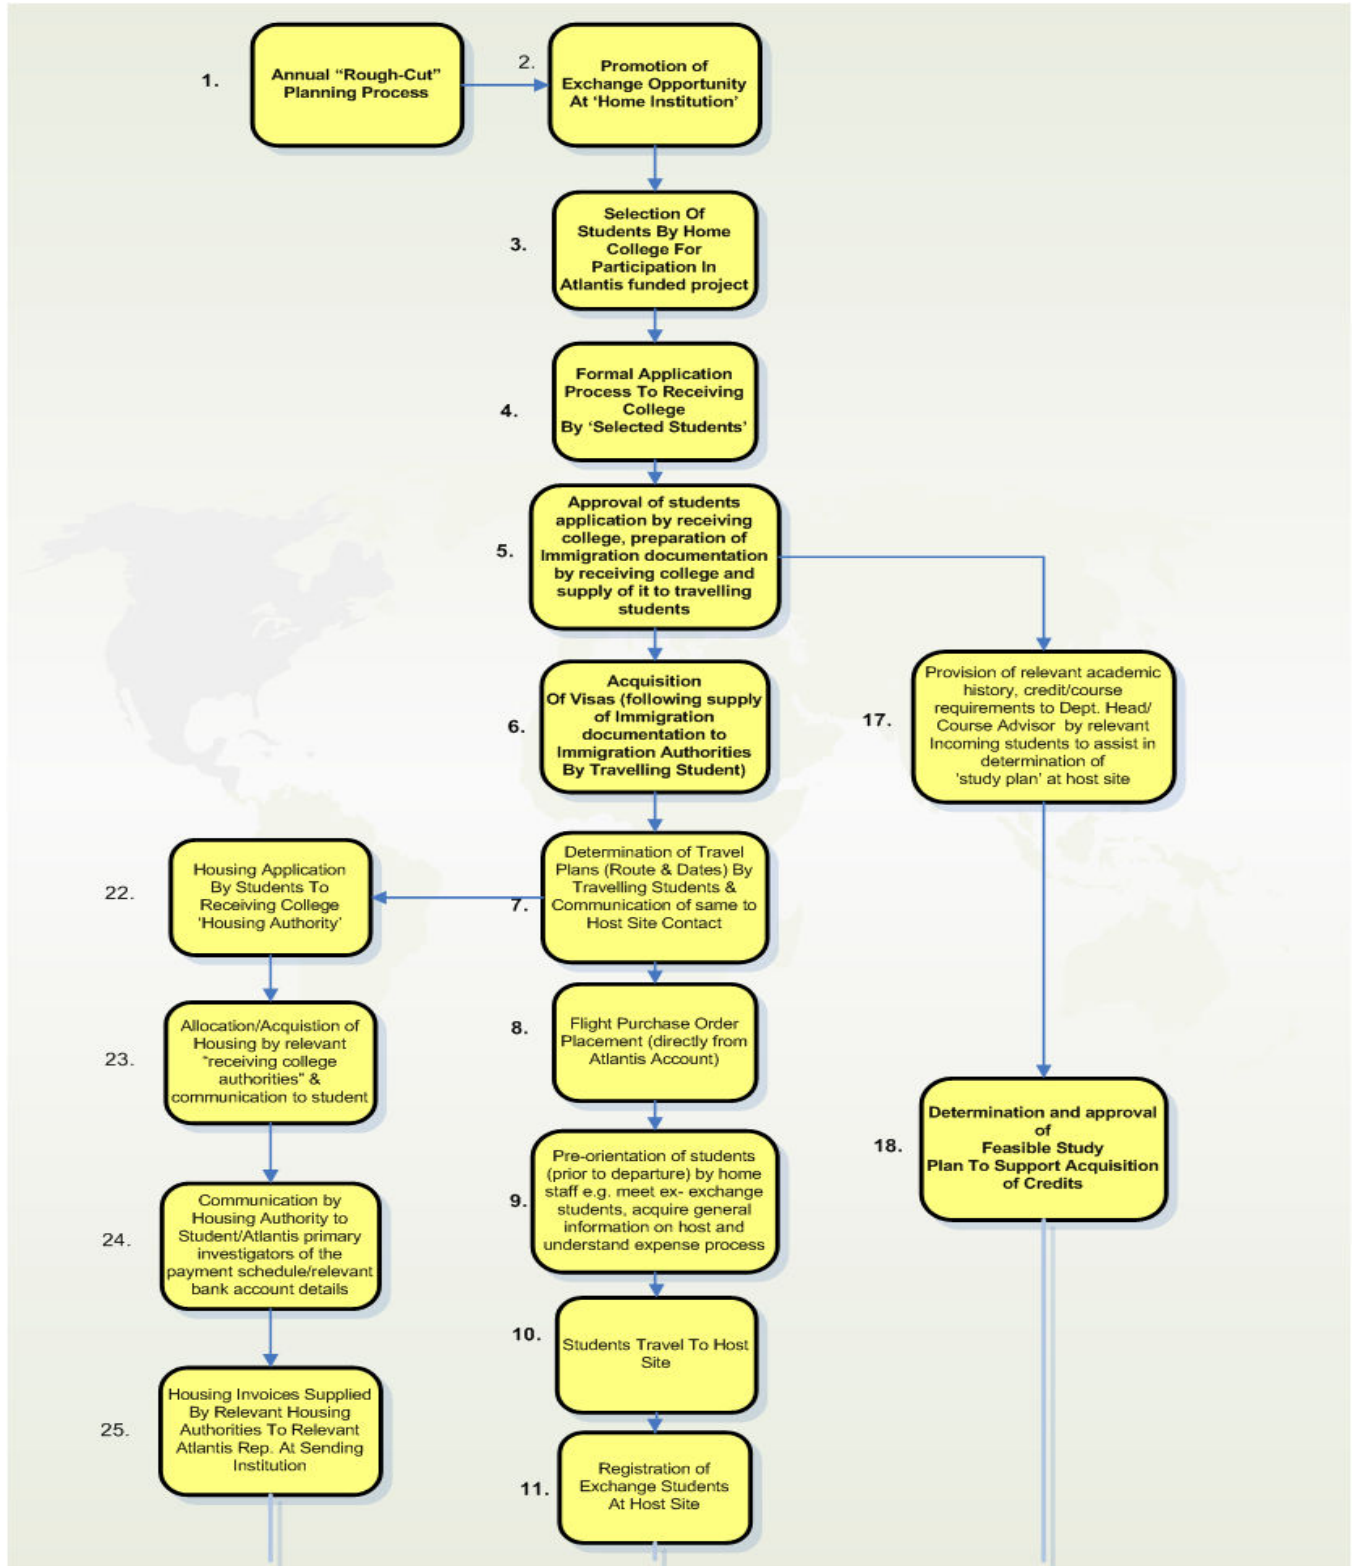 1.
Annual “Rough-Cut”
Planning Process
2.
Promotion of
Exchange Opportunity
At ‘Home Institution’
3.
Selection Of
Students By Home
College For
Participation In
Atlantis funded project
4.
Formal Application
Process To Receiving
College
By ‘Selected Students’
5.
Approval of students
application by receiving
college, preparation of
Immigration documentation
by receiving college and
supply of it to travelling
students
6.
Acquisition
Of Visas (following supply
of Immigration
documentation to
Immigration Authorities
By Travelling Student)
17.
Provision of relevant academic
history, credit/course
requirements to Dept. Head/
Course Advisor by relevant
Incoming students to assist in
determination of
'study plan' at host site
22.
Housing Application
By Students To
Receiving College
'Housing Authority’
7.
Determination of Travel
Plans (Route & Dates) By
Travelling Students &
Communication of same to
Host Site Contact
23.
Allocation/Acquistion of
Housing by relevant
“receiving college
authorities” &
communication to student
8.
Flight Purchase Order
Placement (directly from
Atlantis Account)
18.
Determination and approval
of
Feasible Study
Plan To Support Acquisition
of Credits
24.
Communication by
Housing Authority to
Student/Atlantis primary
investigators of the
payment schedule/relevant
bank account details
9.
Pre-orientation of students
(prior to departure) by home
staff e.g. meet ex- exchange
students, acquire general
information on host and
understand expense process
10.
Students Travel To Host
Site
25.
Housing Invoices Supplied
By Relevant Housing
Authorities To Relevant
Atlantis Rep. At Sending
Institution
11.
Registration of
Exchange Students
At Host Site